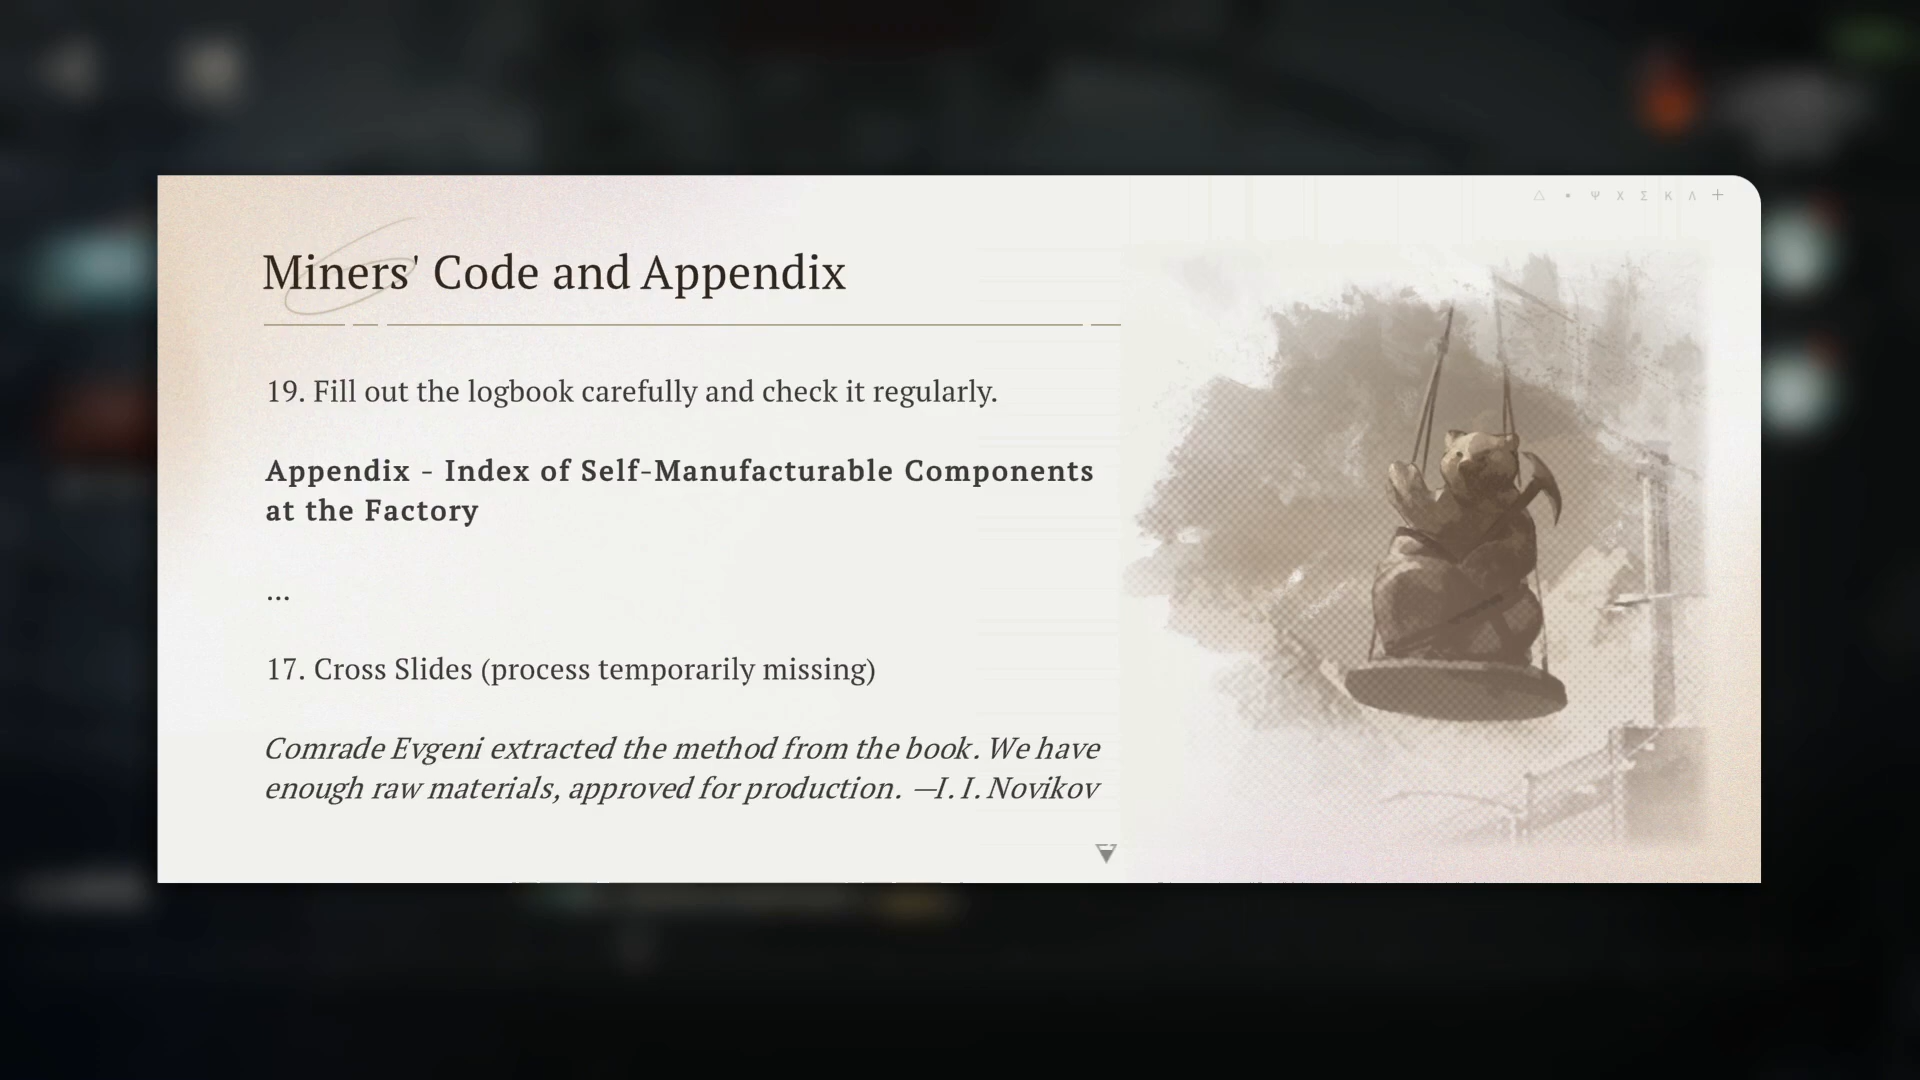 △ • Ψ X Σ K Λ +
Miners' Code and Appendix
19. Fill out the logbook carefully and check it regularly.
Appendix - Index of Self-Manufacturable Components
at the Factory
...
17. Cross Slides (process temporarily missing)
Comrade Evgeni extracted the method from the book. We have
enough raw materials, approved for production. —I. I. Novikov